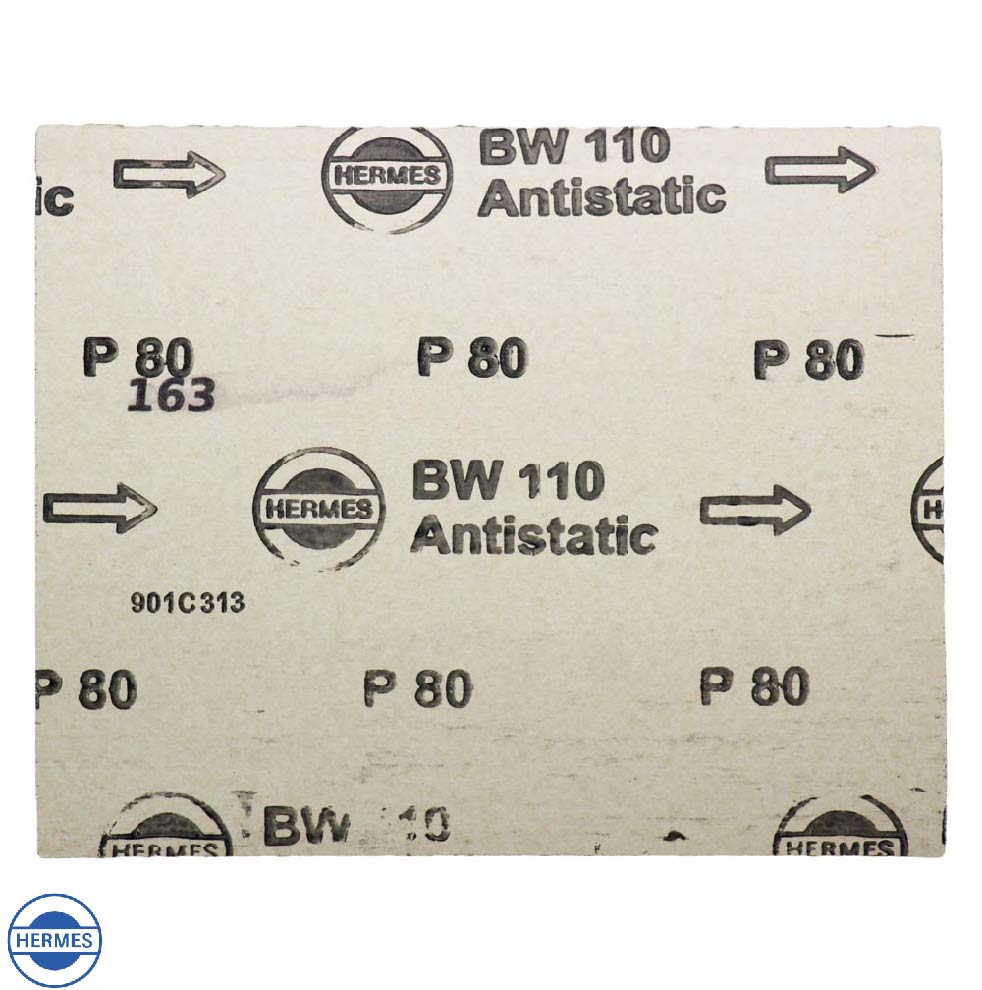 HERMES
BW 110
Antistatic
ic
P 80
P 80
P 80
163
HERMES
BW 110
Antistatic
H
901C313
P 80
P 80
P 80
HERMES
BW 10
HERMES
HERMES